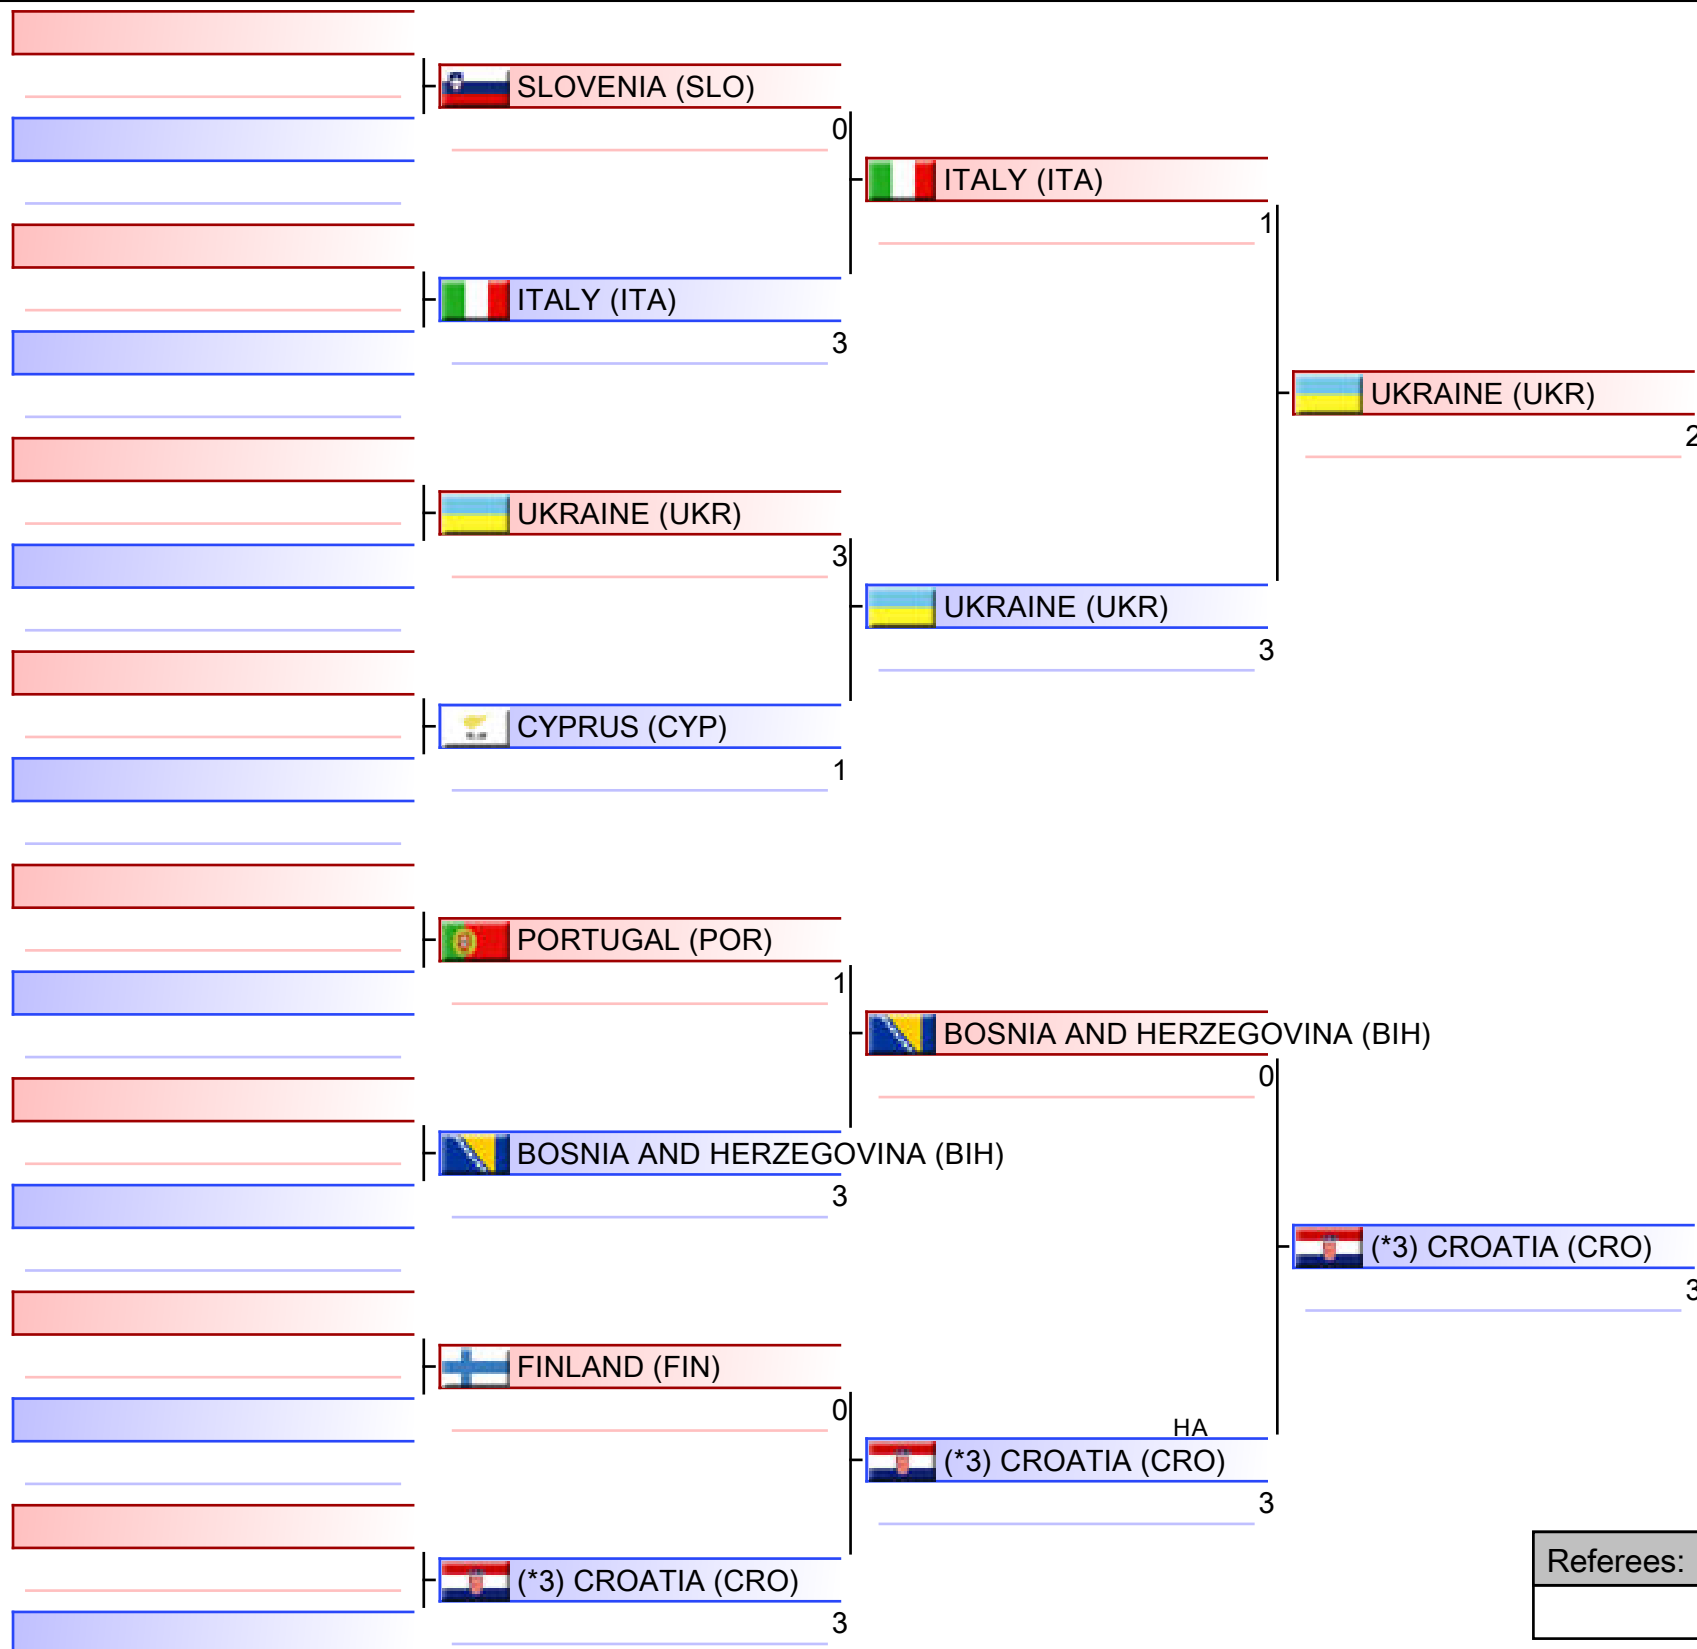 SLOVENIA (SLO)
0
ITALY (ITA)
1
ITALY (ITA)
3
UKRAINE (UKR)
2
UKRAINE (UKR)
3
UKRAINE (UKR)
3
CYPRUS (CYP)
1
PORTUGAL (POR)
1
BOSNIA AND HERZEGOVINA (BIH)
0
BOSNIA AND HERZEGOVINA (BIH)
3
(*3) CROATIA (CRO)
3
FINLAND (FIN)
0
HA
(*3) CROATIA (CRO)
3
(*3) CROATIA (CRO)
3
Referees: